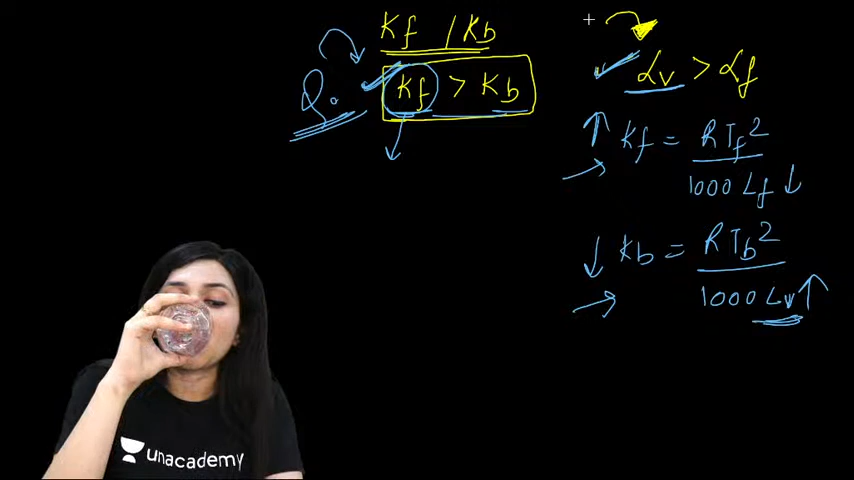 Kf / Kb
Q.
Kf > Kb
Lv > Lf
↑ Kf = RTf²
1000 Lf ↓
↓ Kb = RTb²
1000 Lv ↑
unacademy